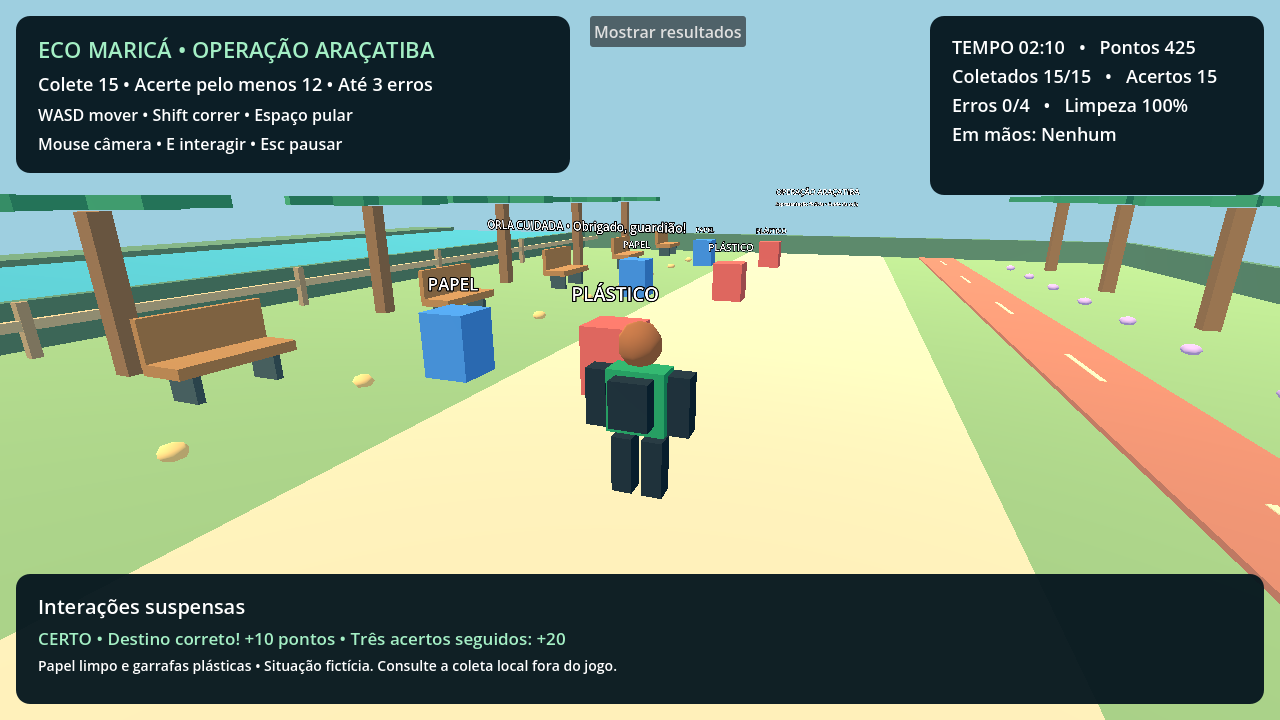 ECO MARICÁ • OPERAÇÃO ARAÇATIBA
Colete 15 • Acerte pelo menos 12 • Até 3 erros
WASD mover • Shift correr • Espaço pular
Mouse câmera • E interagir • Esc pausar
Mostrar resultados
TEMPO 02:10 • Pontos 425
Coletados 15/15 • Acertos 15
Erros 0/4 • Limpeza 100%
Em mãos: Nenhum
ORLA CUIDADA • Obrigado, guardião!
PAPEL
PLÁSTICO
PAPEL
PLÁSTICO
Interações suspensas
CERTO • Destino correto! +10 pontos • Três acertos seguidos: +20
Papel limpo e garrafas plásticas • Situação fictícia. Consulte a coleta local fora do jogo.